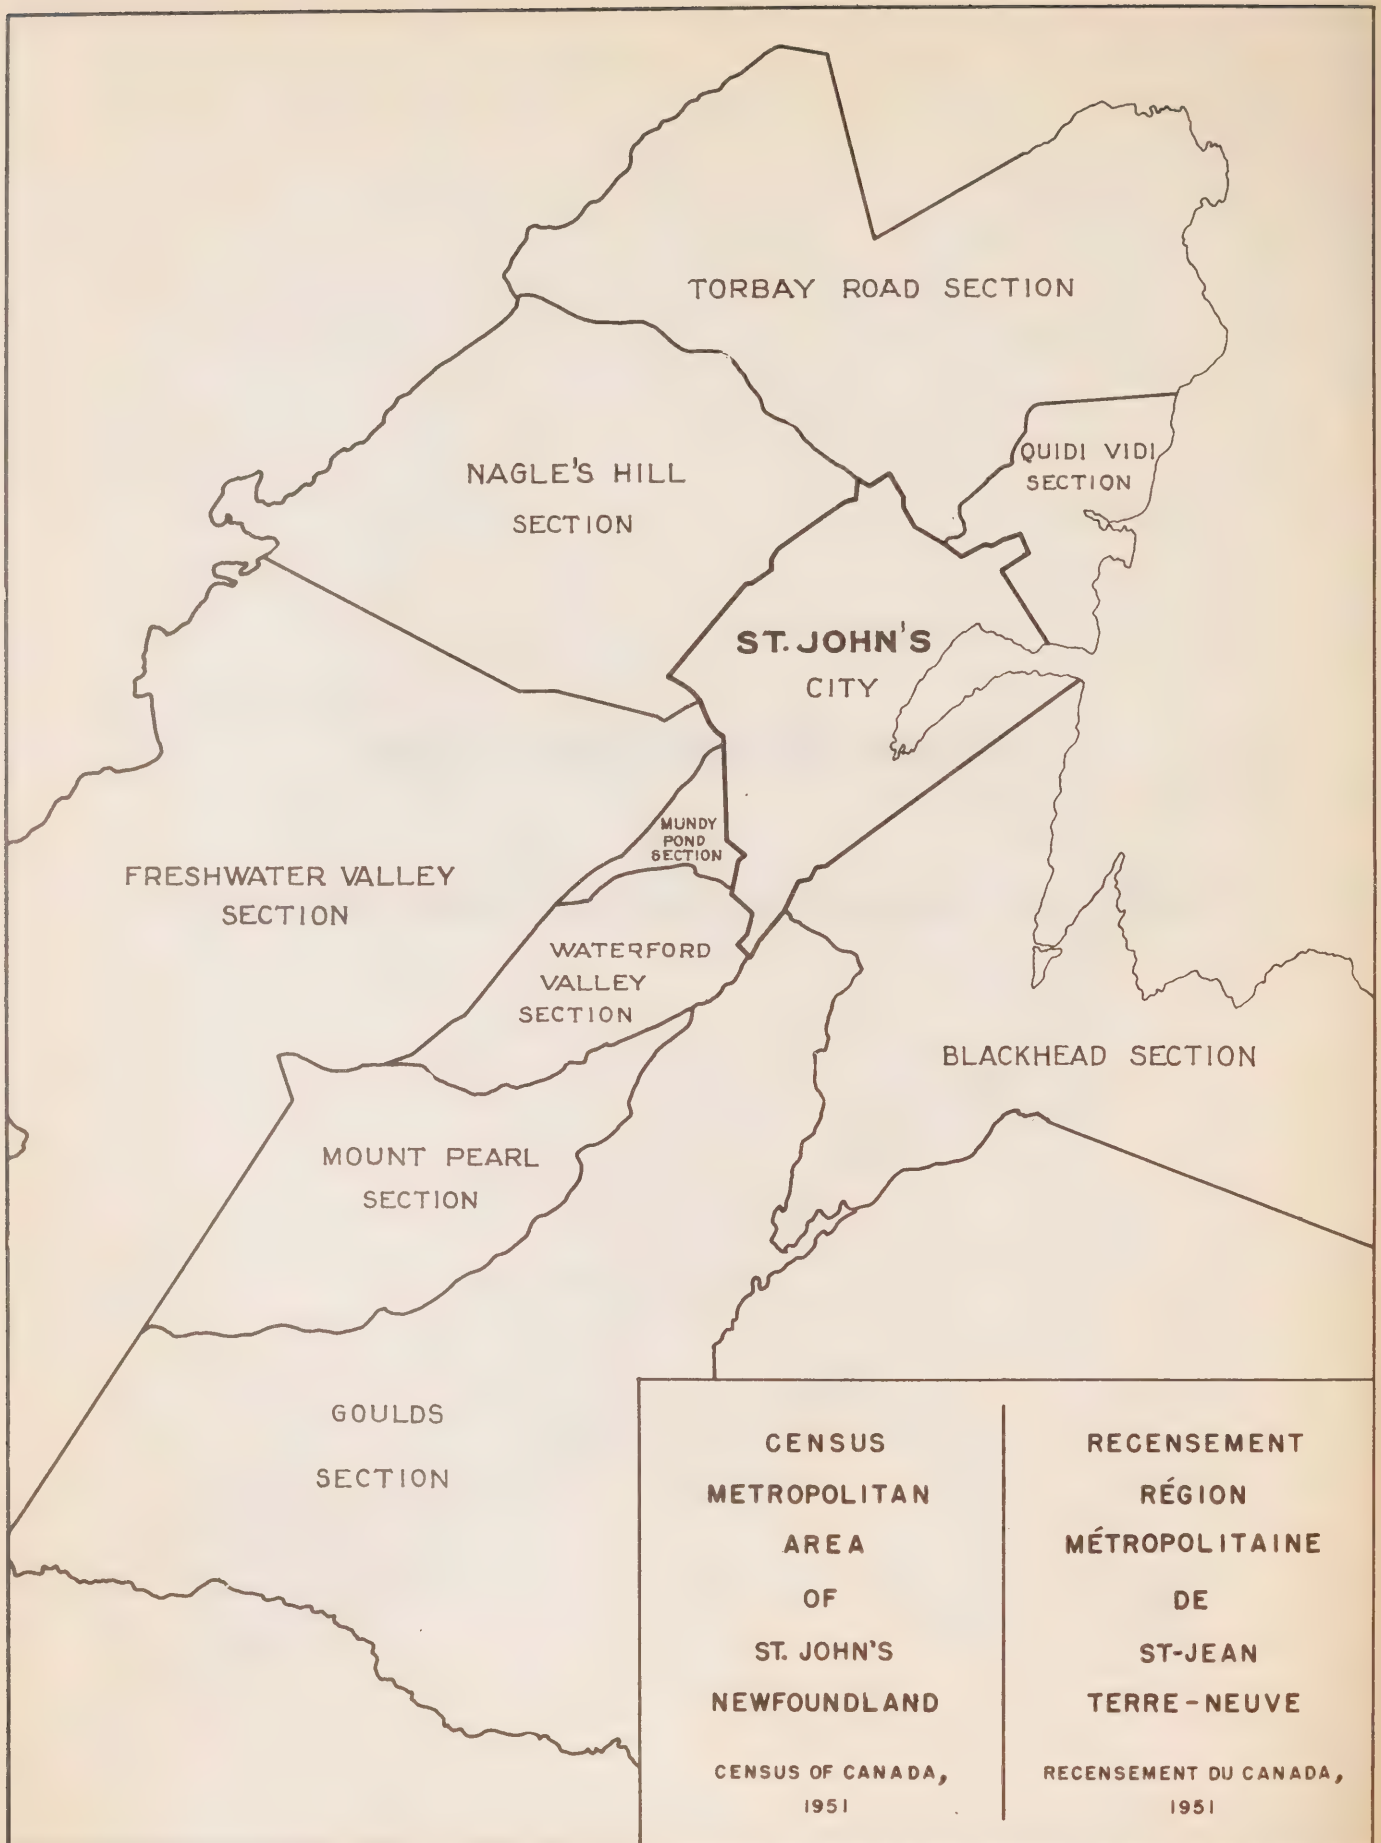 TORBAY ROAD SECTION
QUIDI VIDI
SECTION
NAGLE'S HILL
SECTION
ST. JOHN'S
CITY
MUNDY
POND
SECTION
FRESHWATER VALLEY
SECTION
WATERFORD
VALLEY
SECTION
BLACKHEAD SECTION
MOUNT PEARL
SECTION
GOULDS
SECTION
CENSUS
METROPOLITAN
AREA
OF
ST. JOHN'S
NEWFOUNDLAND
CENSUS OF CANADA,
1951
RECENSEMENT
RÉGION
MÉTROPOLITAINE
DE
ST-JEAN
TERRE-NEUVE
RECENSEMENT DU CANADA,
1951